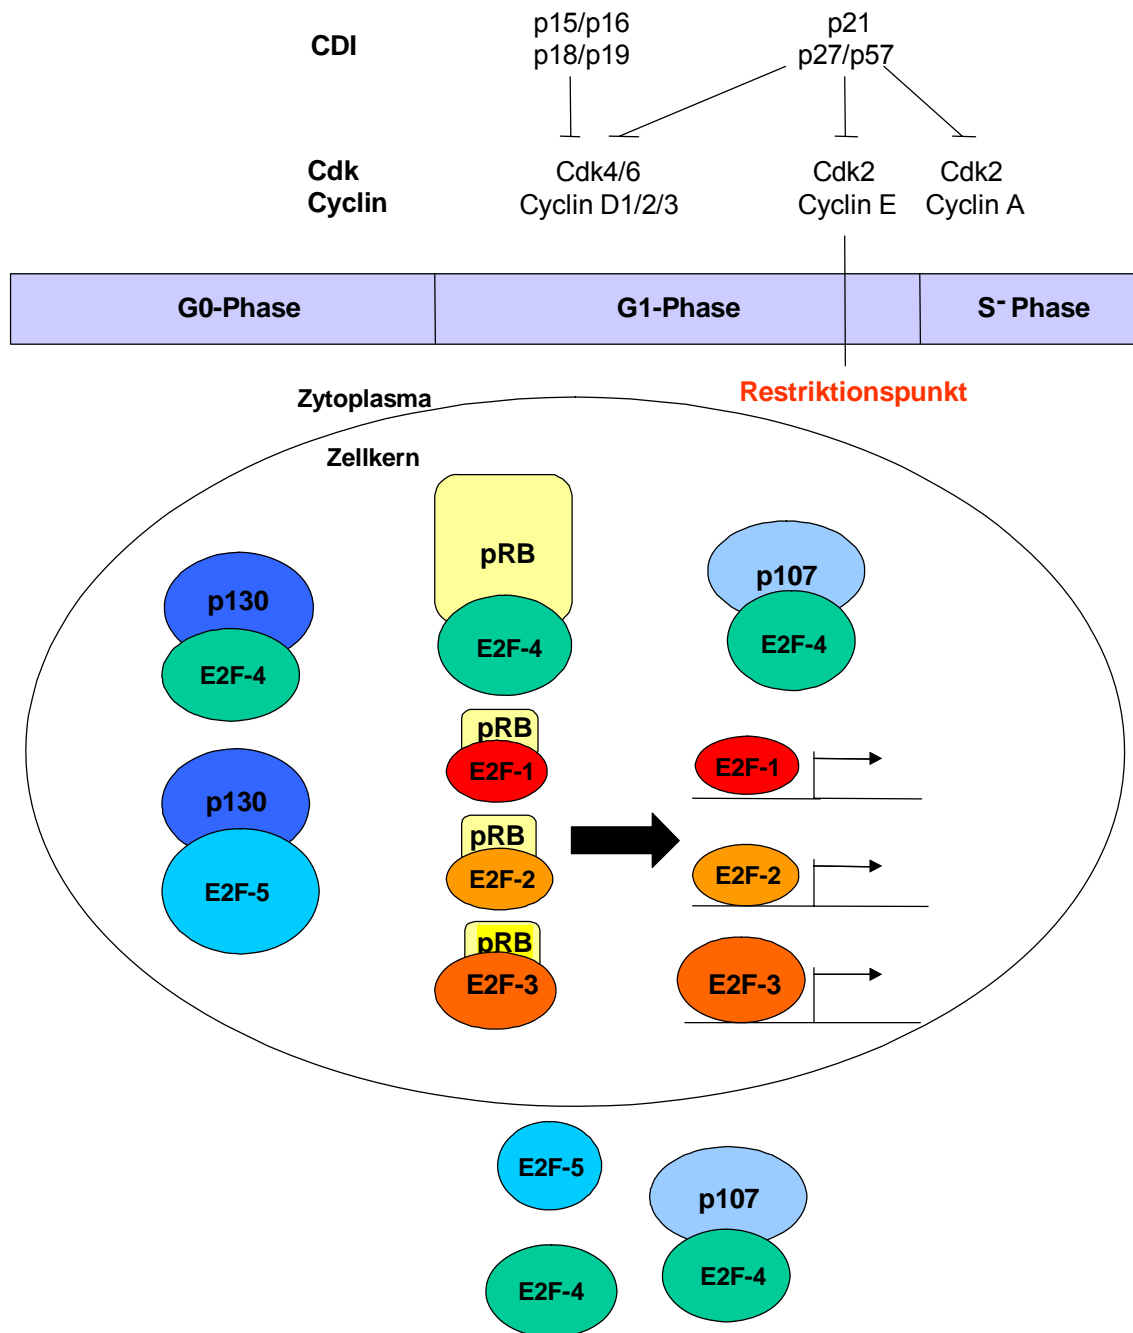 p15/p16 p21
CDI p18/p19 p27/p57
Cdk Cdk4/6 Cdk2 Cdk2
Cyclin Cyclin D1/2/3 Cyclin E Cyclin A
G0-Phase G1-Phase S- Phase
Restriktionspunkt
Zytoplasma
Zellkern
pRB
p107
p130
E2F-4 E2F-4
E2F-4
pRB
E2F-1 E2F-1
p130
pRB
E2F-2 E2F-2
E2F-5
pRB
E2F-3 E2F-3
E2F-5
p107
E2F-4
E2F-4